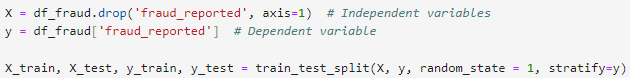 X = df_fraud.drop('fraud_reported', axis=1)  # Independent variables
y = df_fraud['fraud_reported']  # Dependent variable
X_train, X_test, y_train, y_test = train_test_split(X, y, random_state = 1, stratify=y)